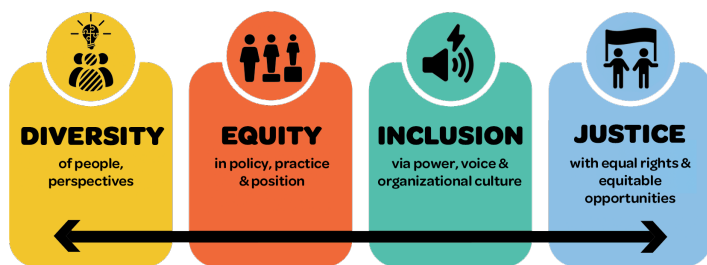 DIVERSITY
of people,
perspectives
EQUITY
in policy, practice
& position
INCLUSION
via power, voice &
organizational culture
JUSTICE
with equal rights &
equitable
opportunities